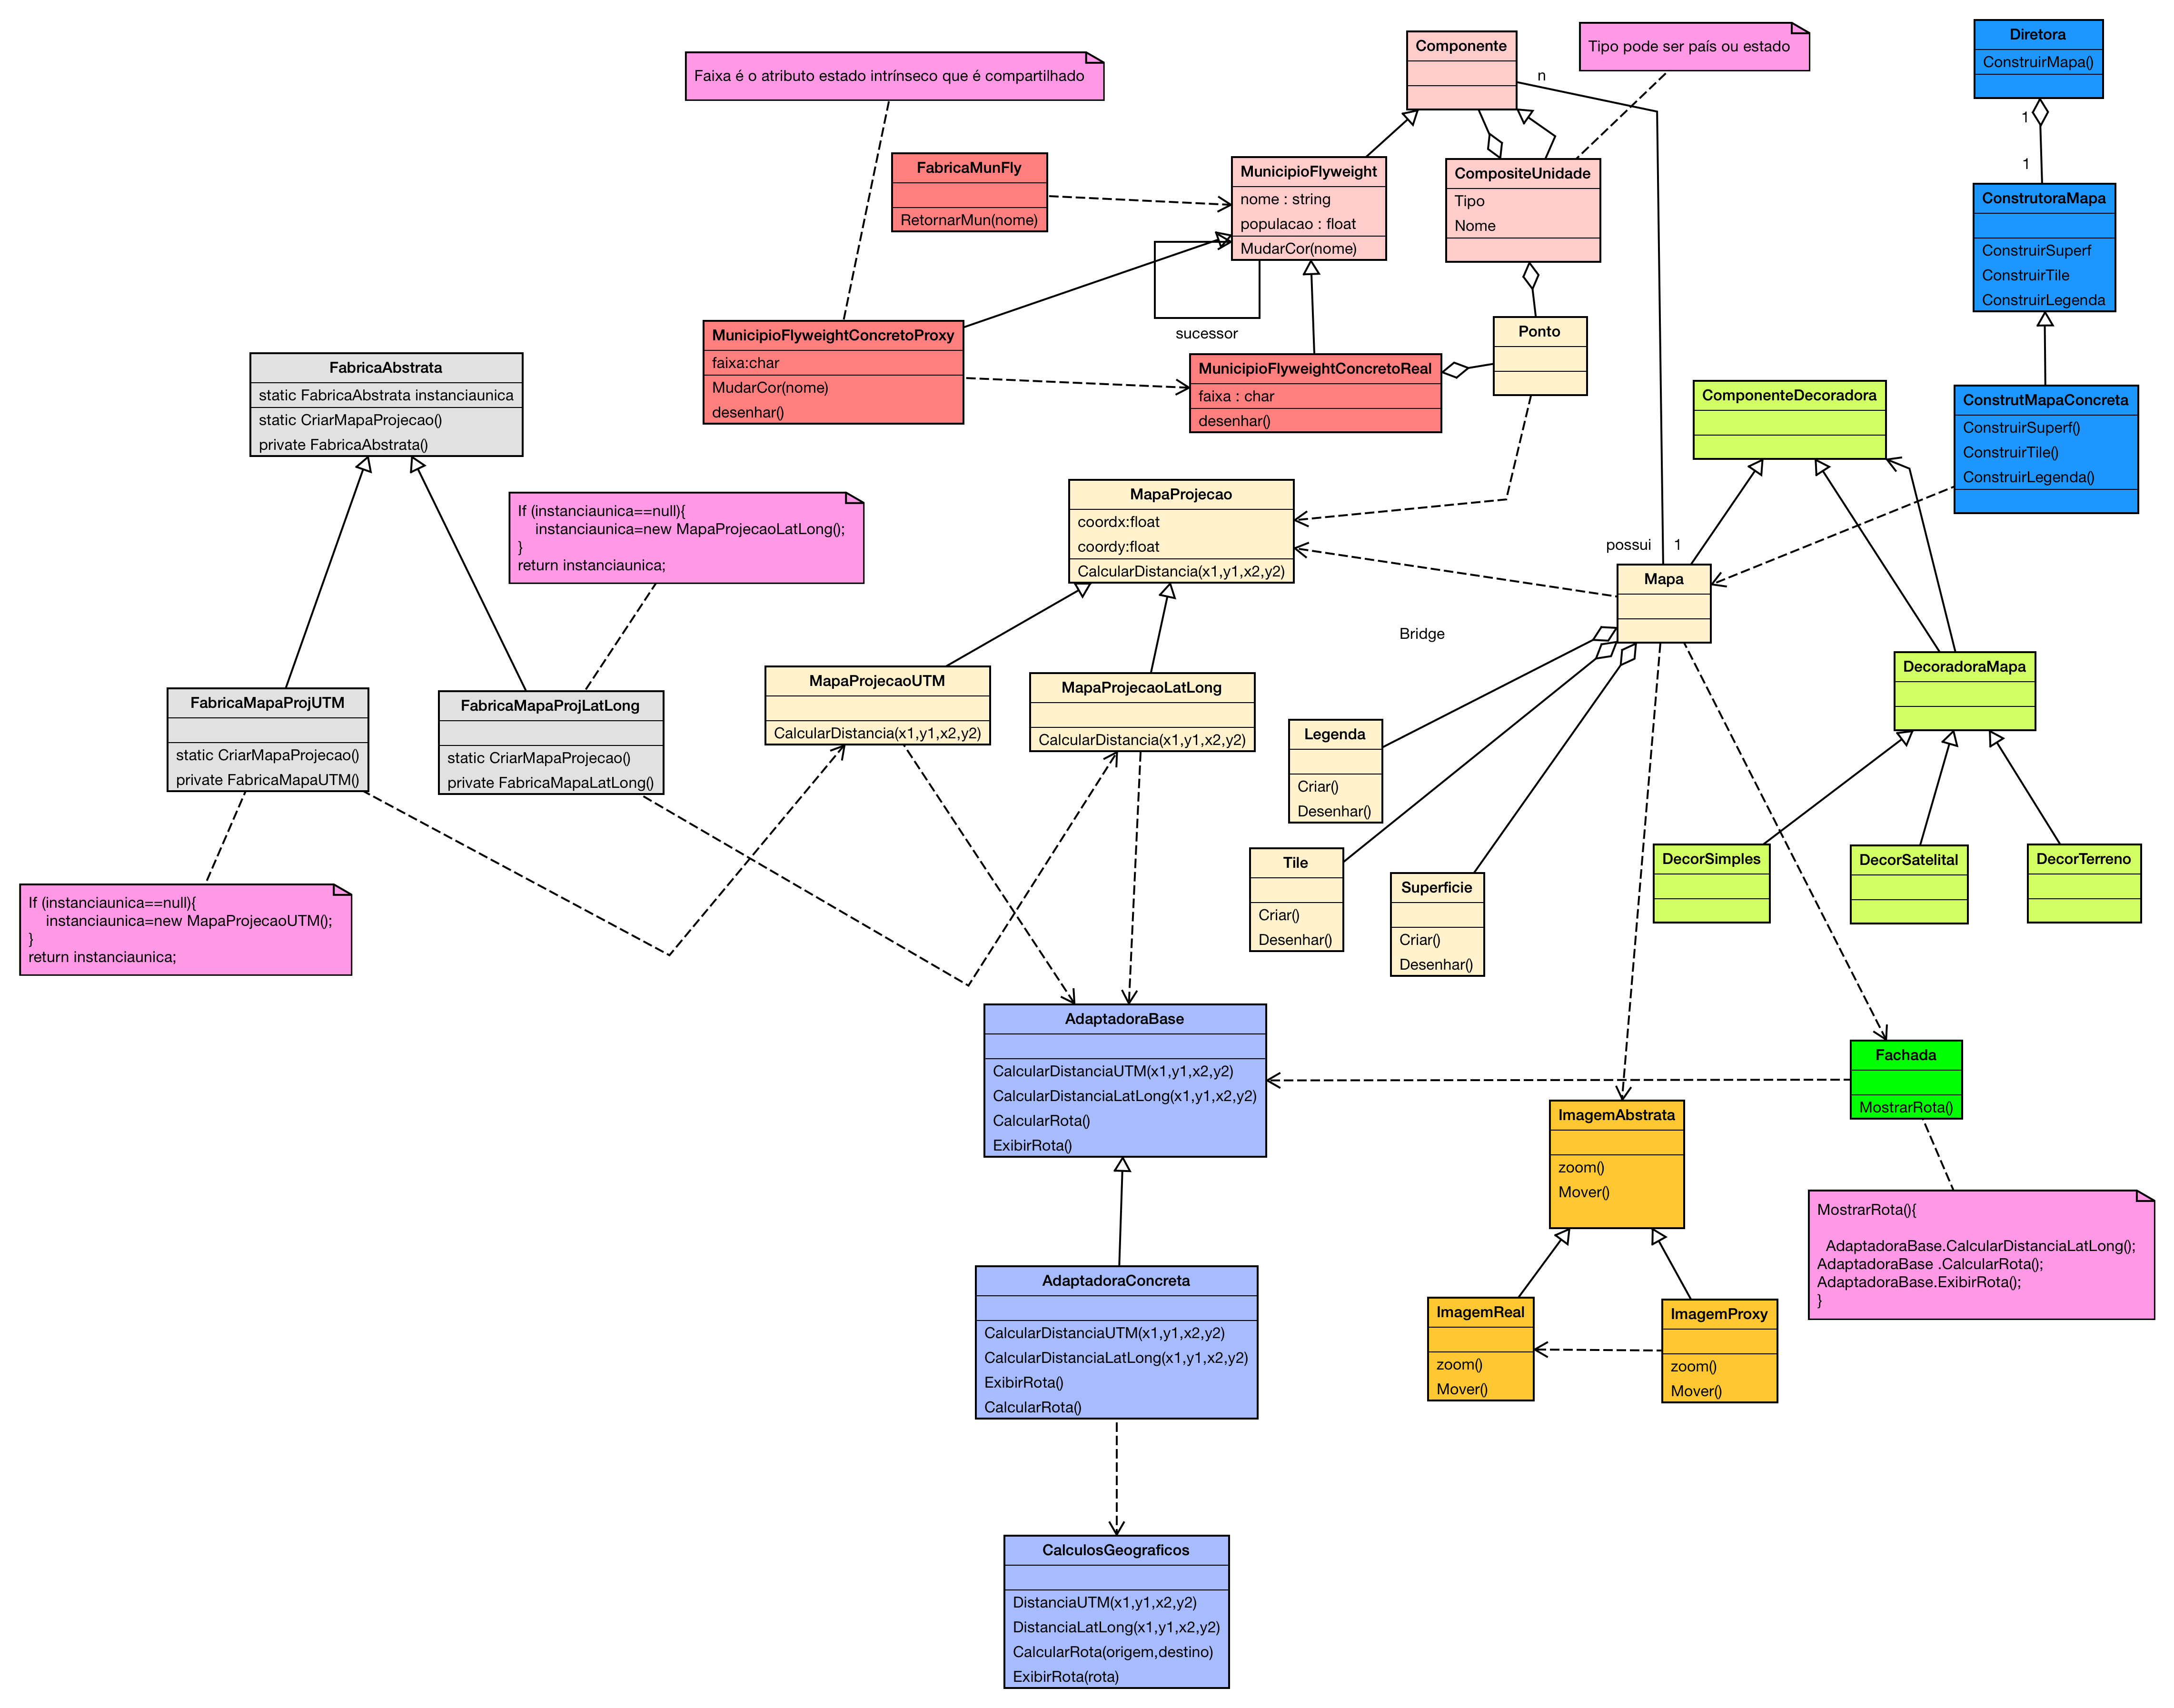 Faixa é o atributo estado intrínseco que é compartilhado
Componente
n
Tipo pode ser país ou estado
Diretora
ConstruirMapa()
1
1
FabricaMunFly
RetornarMun(nome)
MunicipioFlyweight
nome : string
populacao : float
MudarCor(nome)
sucessor
CompositeUnidade
Tipo
Nome
ConstrutoraMapa
ConstruirSuperf
ConstruirTile
ConstruirLegenda
MunicipioFlyweightConcretoProxy
faixa:char
MudarCor(nome)
desenhar()
MunicipioFlyweightConcretoReal
faixa : char
desenhar()
Ponto
FabricaAbstrata
static FabricaAbstrata instanciaunica
static CriarMapaProjecao()
private FabricaAbstrata()
ComponenteDecoradora
ConstrutMapaConcreta
ConstruirSuperf()
ConstruirTile()
ConstruirLegenda()
If (instanciaunica==null){
instanciaunica=new MapaProjecaoLatLong();
}
return instanciaunica;
MapaProjecao
coordx:float
coordy:float
CalcularDistancia(x1,y1,x2,y2)
possui
1
Mapa
Bridge
FabricaMapaProjUTM
static CriarMapaProjecao()
private FabricaMapaUTM()
FabricaMapaProjLatLong
static CriarMapaProjecao()
private FabricaMapaLatLong()
MapaProjecaoUTM
CalcularDistancia(x1,y1,x2,y2)
MapaProjecaoLatLong
CalcularDistancia(x1,y1,x2,y2)
DecoradoraMapa
Legenda
Criar()
Desenhar()
Tile
Criar()
Desenhar()
Superficie
Criar()
Desenhar()
DecorSimples
DecorSatelital
DecorTerreno
If (instanciaunica==null){
instanciaunica=new MapaProjecaoUTM();
}
return instanciaunica;
AdaptadoraBase
CalcularDistanciaUTM(x1,y1,x2,y2)
CalcularDistanciaLatLong(x1,y1,x2,y2)
CalcularRota()
ExibirRota()
Fachada
MostrarRota()
ImagemAbstrata
zoom()
Mover()
MostrarRota(){
AdaptadoraBase.CalcularDistanciaLatLong();
AdaptadoraBase .CalcularRota();
AdaptadoraBase.ExibirRota();
}
AdaptadoraConcreta
CalcularDistanciaUTM(x1,y1,x2,y2)
CalcularDistanciaLatLong(x1,y1,x2,y2)
ExibirRota()
CalcularRota()
ImagemReal
zoom()
Mover()
ImagemProxy
zoom()
Mover()
CalculosGeograficos
DistanciaUTM(x1,y1,x2,y2)
DistanciaLatLong(x1,y1,x2,y2)
CalcularRota(origem,destino)
ExibirRota(rota)